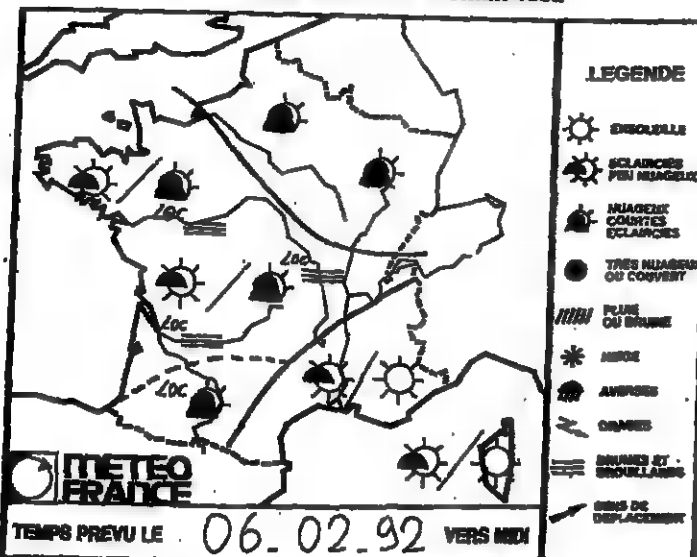 LEGENDE
ENSOLEILLE
ECLAIRCIES
PEU NUAGEUX
NUAGEUX
COURTES
ECLAIRCIES
TRES NUAGEUX
OU COUVERT
PLUIE
OU BRUINE
NEIGE
AVERSES
ORAGES
BRUMES ET
BROUILLARDS
SENS DE
DEPLACEMENT
LOC
LOC
LOC
LOC
METEO
FRANCE
TEMPS PREVU LE 06.02.92 VERS MIDI